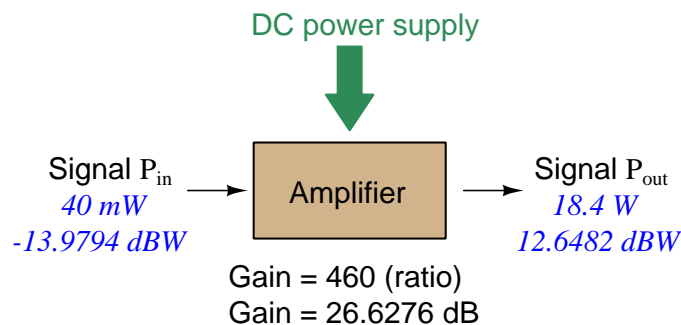 DC power supply
Signal Pin
40 mW
-13.9794 dBW
Amplifier
Signal Pout
18.4 W
12.6482 dBW
Gain = 460 (ratio)
Gain = 26.6276 dB